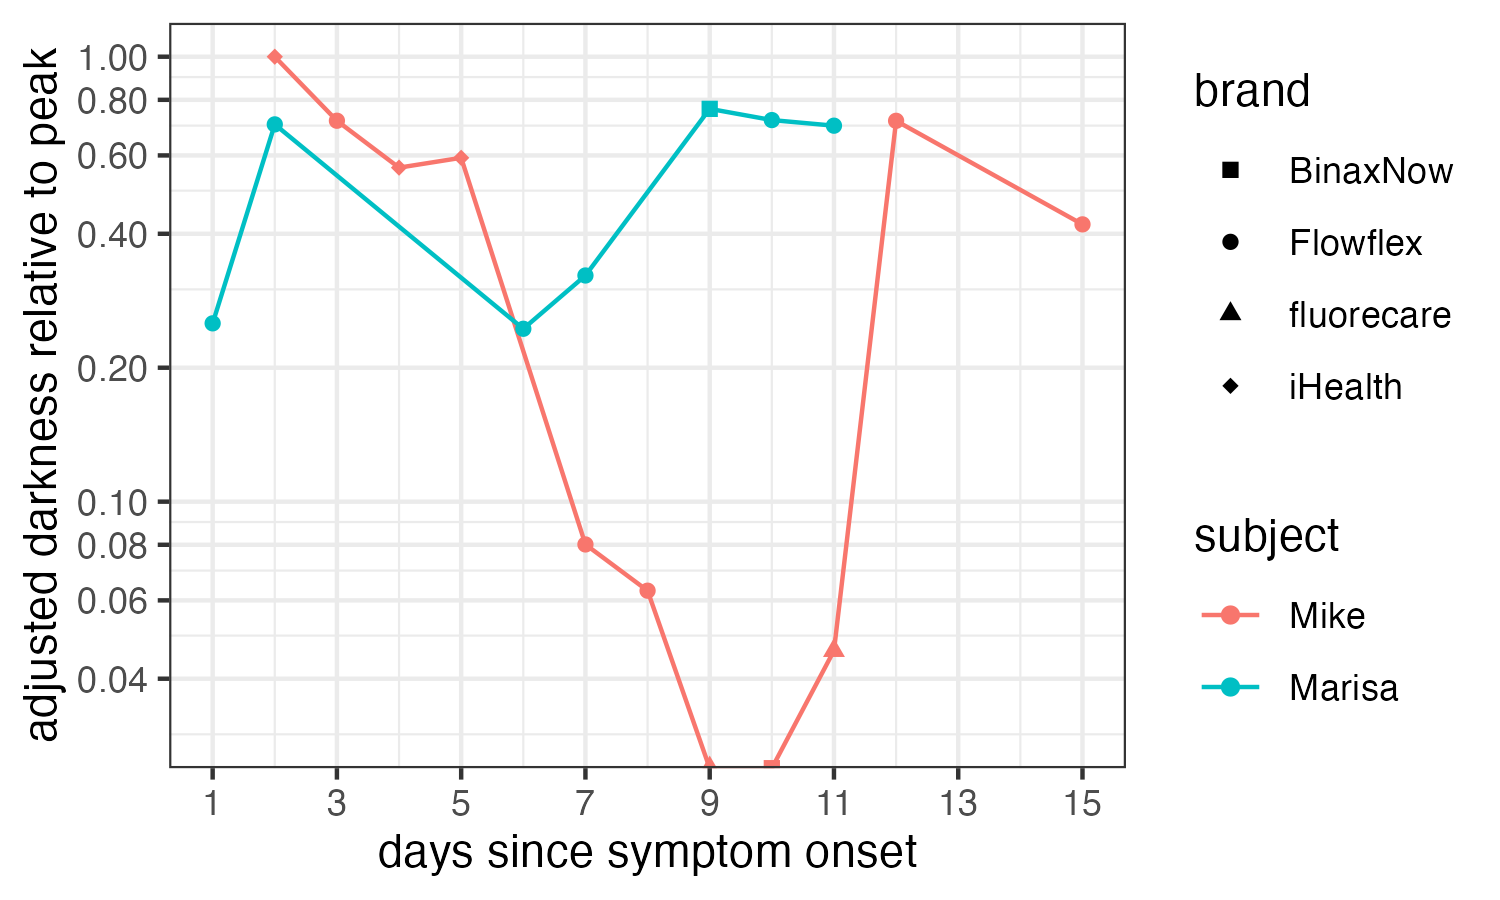 adjusted darkness relative to peak
1.00
0.80
0.60
0.40
0.20
0.10
0.08
0.06
0.04
1 3 5 7 9 11 13 15
days since symptom onset
brand
BinaxNow
Flowflex
fluorecare
iHealth
subject
Mike
Marisa